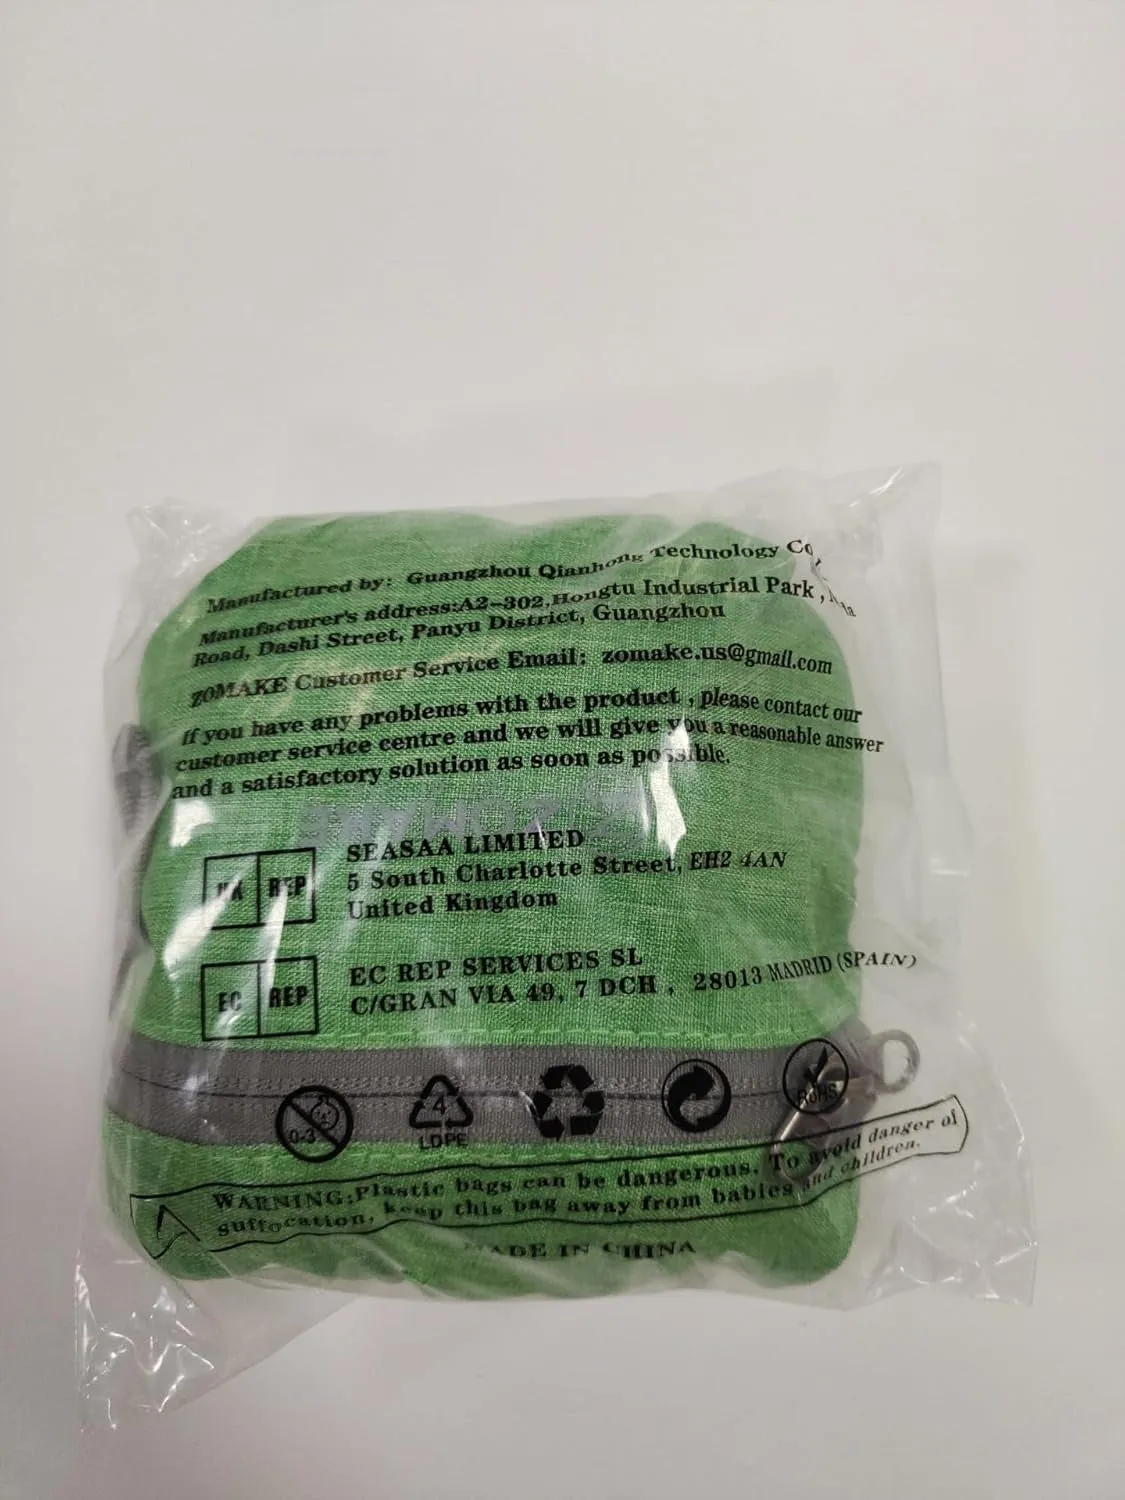 Manufactured by: Guangzhou Qianhong Technology Co
Manufacturer's address:A2-302,Hongtu Industrial Park ,
Road, Dashi Street, Panyu District, Guangzhou
ZOMAKE Customer Service Email: zomake.us@gmail.com
If you have any problems with the product , please contact our
customer service centre and we will give you a reasonable answer
and a satisfactory solution as soon as possible.
ZOMAKE
UK REP
SEASAA LIMITED
5 South Charlotte Street, EH2 4AN
United Kingdom
EC REP
EC REP SERVICES SL
C/GRAN VIA 49, 7 DCH , 28013 MADRID (SPAIN)
0-3
4
LDPE
RoHS
WARNING:Plastic bags can be dangerous. To avoid danger of
suffocation, keep this bag away from babies and children.
MADE IN CHINA